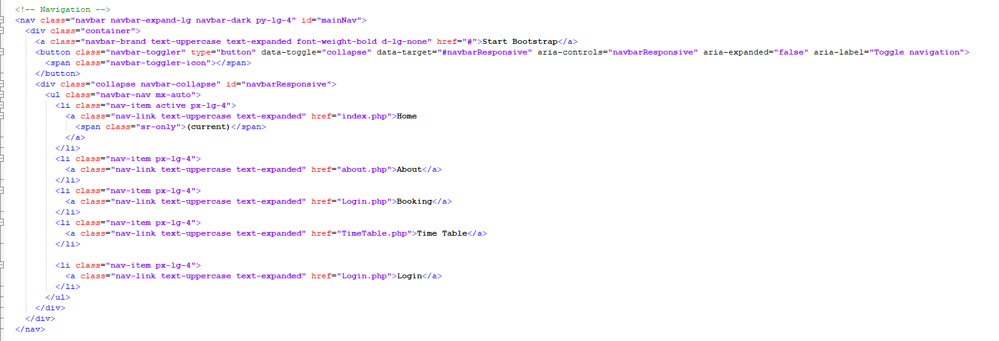 <!-- Navigation -->
<nav class="navbar navbar-expand-lg navbar-dark py-lg-4" id="mainNav">
<div class="container">
<a class="navbar-brand text-uppercase text-expanded font-weight-bold d-lg-none" href="#">Start Bootstrap</a>
<button class="navbar-toggler" type="button" data-toggle="collapse" data-target="#navbarResponsive" aria-controls="navbarResponsive" aria-expanded="false" aria-label="Toggle navigation">
<span class="navbar-toggler-icon"></span>
</button>
<div class="collapse navbar-collapse" id="navbarResponsive">
<ul class="navbar-nav mx-auto">
<li class="nav-item active px-lg-4">
<a class="nav-link text-uppercase text-expanded" href="index.php">Home
<span class="sr-only">(current)</span>
</a>
</li>
<li class="nav-item px-lg-4">
<a class="nav-link text-uppercase text-expanded" href="about.php">About</a>
</li>
<li class="nav-item px-lg-4">
<a class="nav-link text-uppercase text-expanded" href="Login.php">Booking</a>
</li>
<li class="nav-item px-lg-4">
<a class="nav-link text-uppercase text-expanded" href="TimeTable.php">Time Table</a>
</li>
<li class="nav-item px-lg-4">
<a class="nav-link text-uppercase text-expanded" href="Login.php">Login</a>
</li>
</ul>
</div>
</div>
</nav>